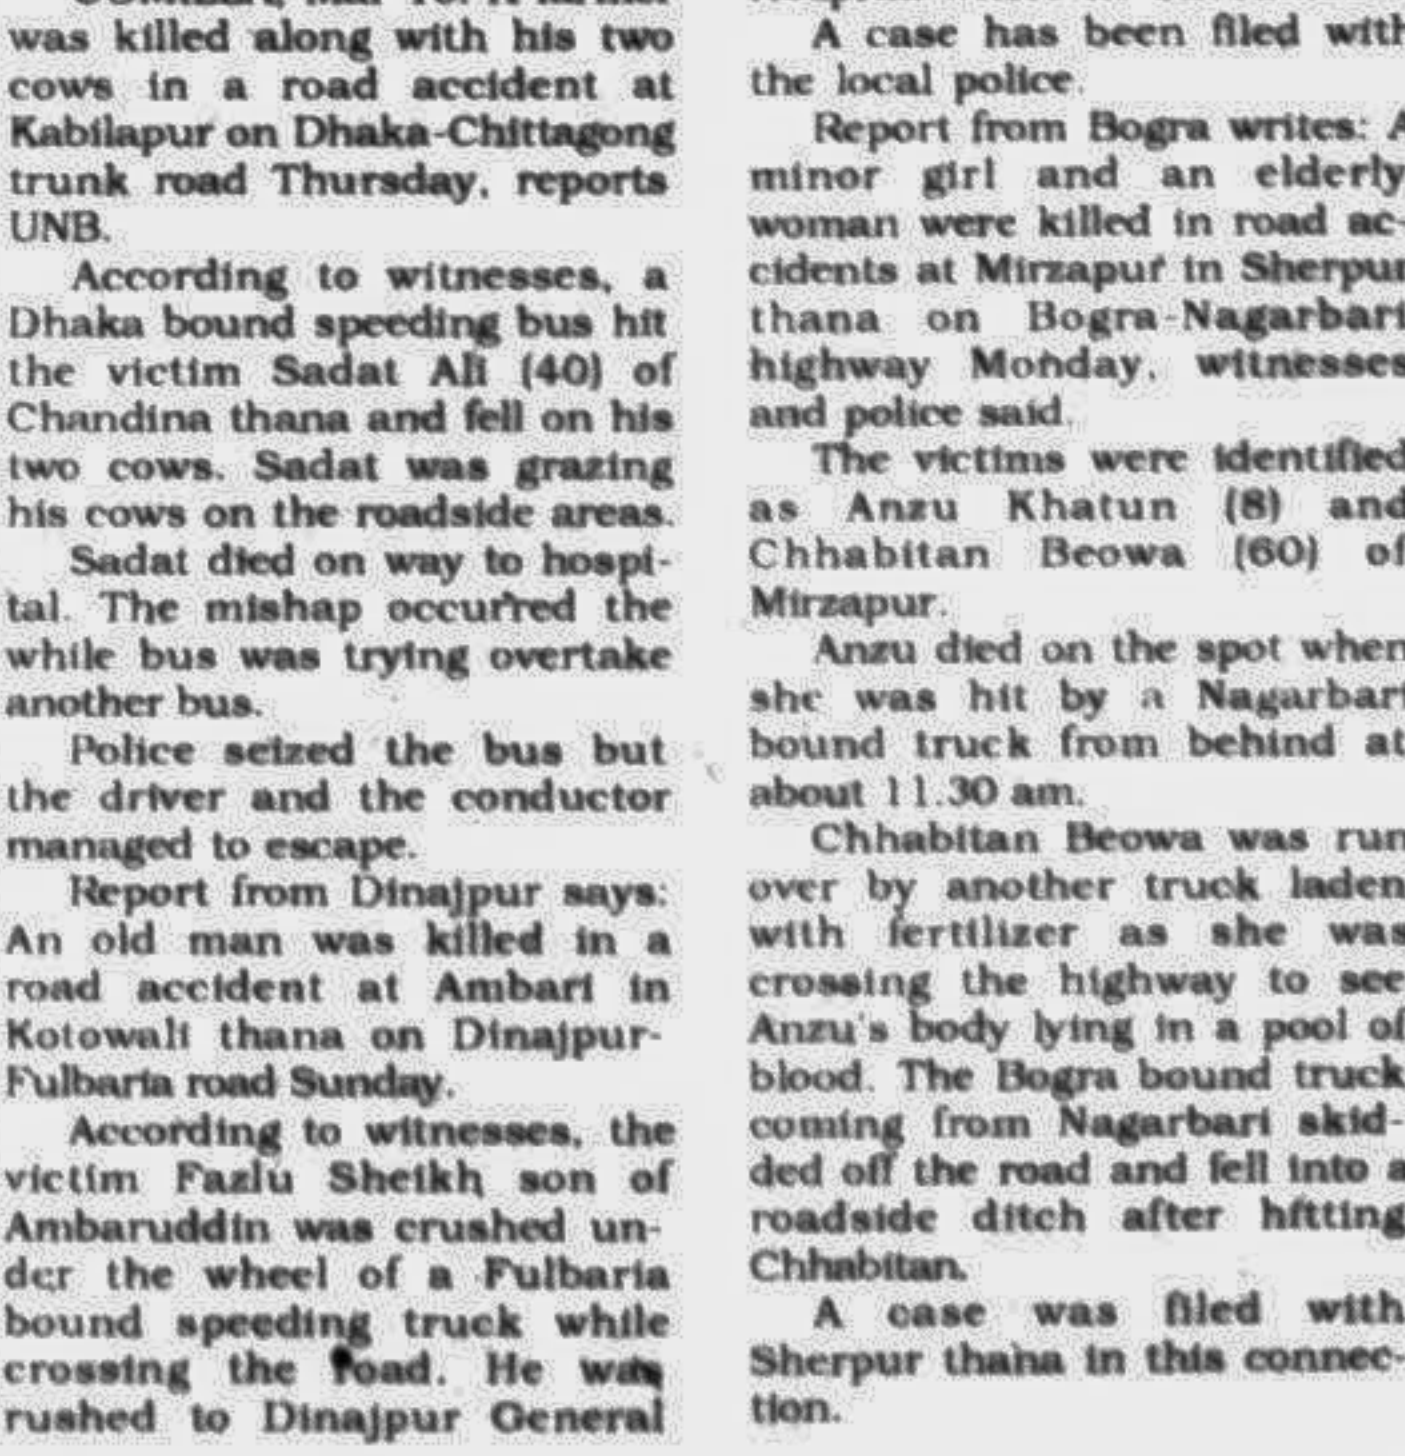 was killed along with his two
cows in a road accident at
Kabilapur on Dhaka-Chittagong
trunk road Thursday, reports
UNB.
According to witnesses, a
Dhaka bound speeding bus hit
the victim Sadat Ali (40) of
Chandina thana and fell on his
two cows. Sadat was grazing
his cows on the roadside areas.
Sadat died on way to hospi-
tal. The mishap occurred the
while bus was trying overtake
another bus.
Police seized the bus but
the driver and the conductor
managed to escape.
Report from Dinajpur says:
An old man was killed in a
road accident at Ambari in
Kotowali thana on Dinajpur-
Fulbaria road Sunday.
According to witnesses, the
victim Fazlu Sheikh son of
Ambaruddin was crushed un-
der the wheel of a Fulbaria
bound speeding truck while
crossing the road. He was
rushed to Dinajpur General
A case has been filed with
the local police.
Report from Bogra writes: A
minor girl and an elderly
woman were killed in road ac-
cidents at Mirzapur in Sherpur
thana on Bogra-Nagarbari
highway Monday, witnesses
and police said.
The victims were identified
as Anzu Khatun (8) and
Chhabitan Beowa (60) of
Mirzapur.
Anzu died on the spot when
she was hit by a Nagarbari
bound truck from behind at
about 11.30 am.
Chhabitan Beowa was run
over by another truck laden
with fertilizer as she was
crossing the highway to see
Anzu's body lying in a pool of
blood. The Bogra bound truck
coming from Nagarbari skid-
ded off the road and fell into a
roadside ditch after hitting
Chhabitan.
A case was filed with
Sherpur thana in this connec-
tion.